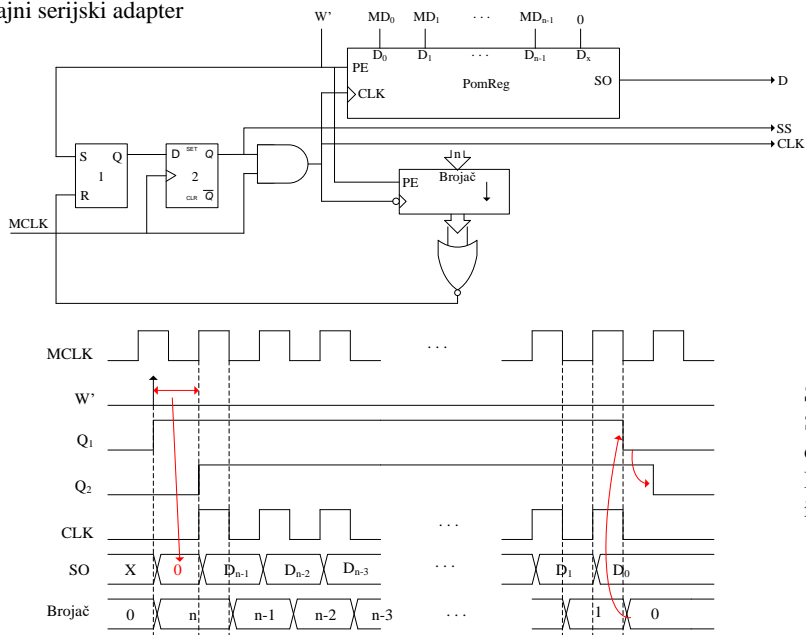 ajni serijski adapter
W’ MD0 MD1 · · · MDn-1 0
D0 D1 · · · Dn-1 Dx
PE
PomReg
SO
D
CLK
SS
CLK
S Q
1
R
D SET Q
2
CLR Q
n
PE Brojač
MCLK
MCLK · · ·
W’
Q1
Q2
CLK · · ·
SO X 0 Dn-1 Dn-2 Dn-3 · · · D1 D0
Brojač 0 n n-1 n-2 n-3 · · · 1 0